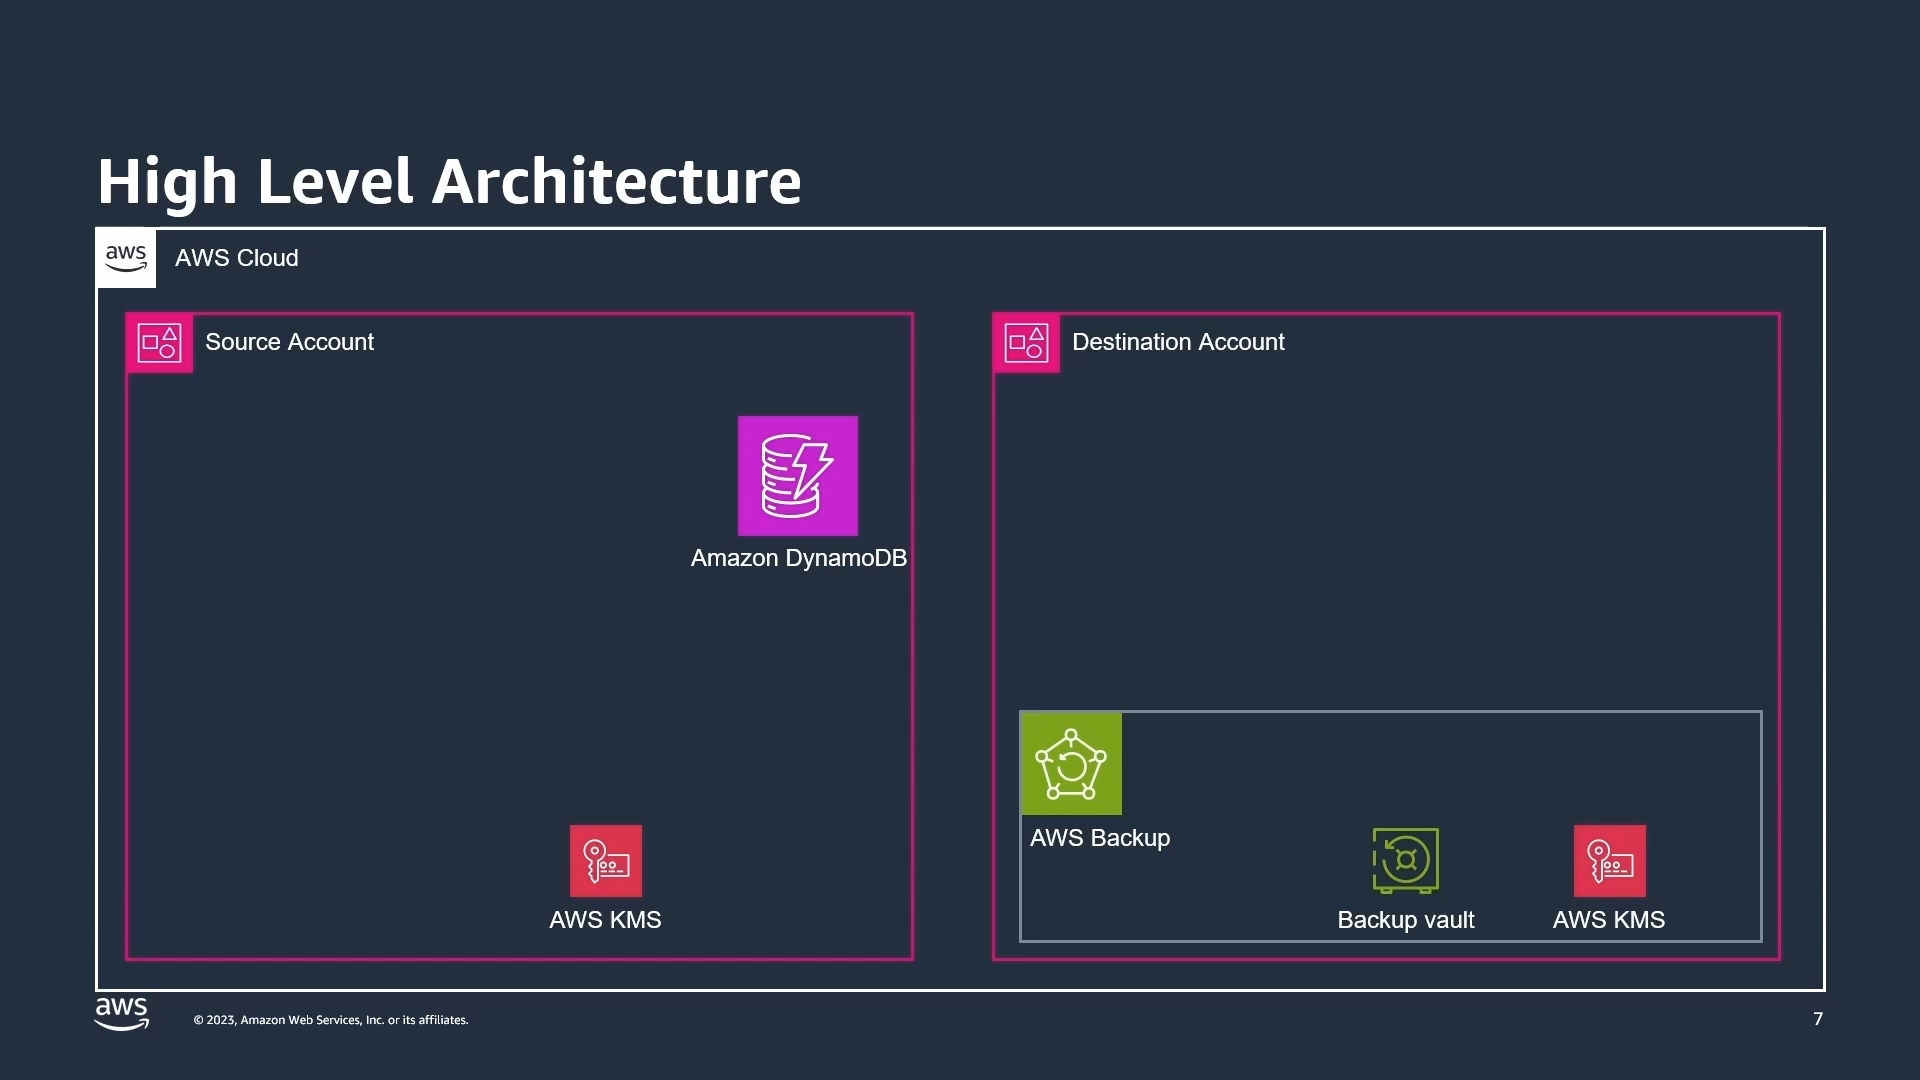 High Level Architecture
aws
AWS Cloud
Source Account
Destination Account
Amazon DynamoDB
AWS Backup
AWS KMS
Backup vault
AWS KMS
aws
© 2023, Amazon Web Services, Inc. or its affiliates.
7